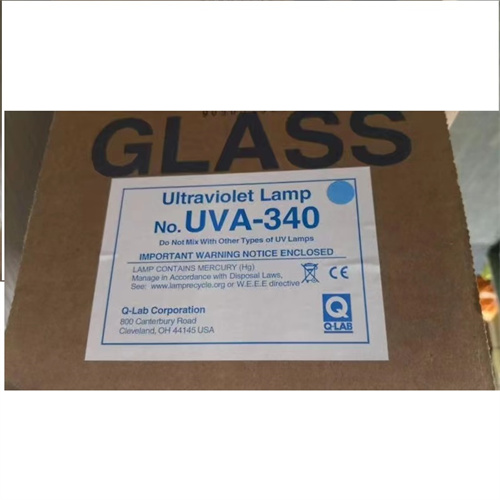 GLASS
Ultraviolet Lamp
No. UVA-340
Do Not Mix With Other Types of UV Lamps
IMPORTANT WARNING NOTICE ENCLOSED
LAMP CONTAINS MERCURY (Hg)
Manage in Accordance with Disposal Laws,
See: www.lamprecycle.org or W.E.E.E directive
CE
Q-Lab Corporation
800 Canterbury Road
Cleveland, OH 44145 USA
Q
Q-LAB